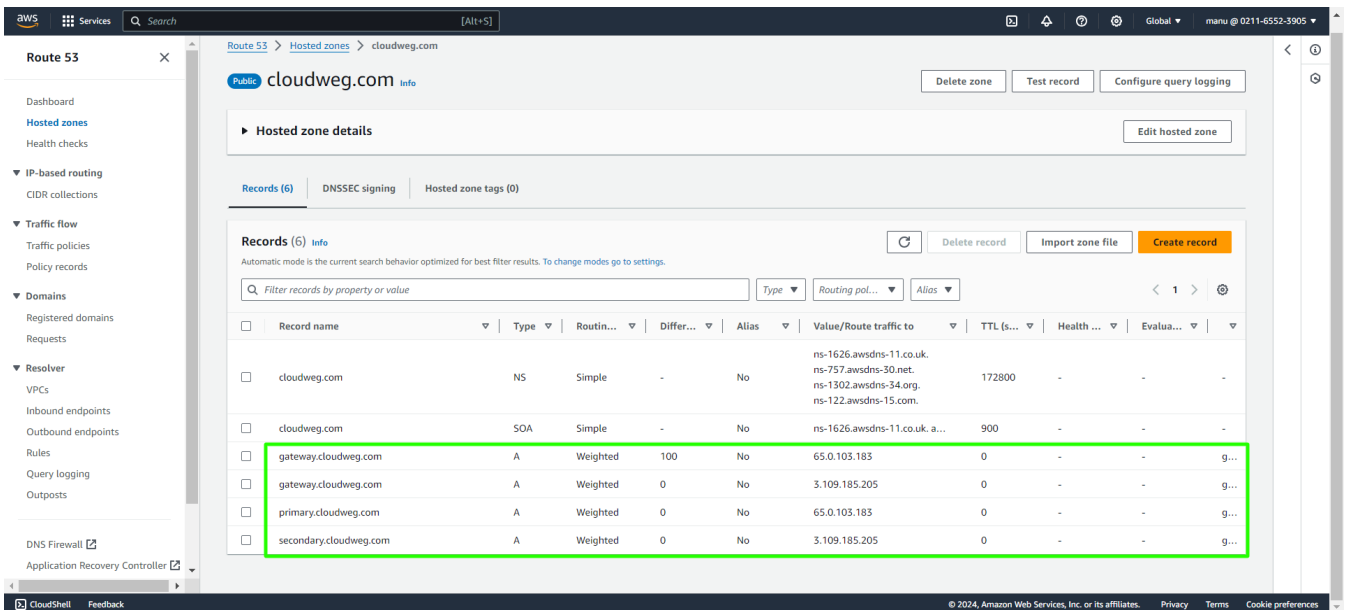 aws Services Search [Alt+S] Global manu @ 0211-6552-3905
Route 53
Dashboard
Hosted zones
Health checks
IP-based routing
CIDR collections
Traffic flow
Traffic policies
Policy records
Domains
Registered domains
Requests
Resolver
VPCs
Inbound endpoints
Outbound endpoints
Rules
Query logging
Outposts
DNS Firewall
Application Recovery Controller
Route 53 > Hosted zones > cloudweg.com
Public cloudweg.com Info Delete zone Test record Configure query logging
Hosted zone details Edit hosted zone
Records (6) DNSSEC signing Hosted zone tags (0)
Records (6) Info Delete record Import zone file Create record
Automatic mode is the current search behavior optimized for best filter results. To change modes go to settings.
Filter records by property or value Type Routing pol... Alias 1
Record name Type Routin... Differ... Alias Value/Route traffic to TTL (s... Health ... Evalua...
ns-1626.awsdns-11.co.uk.
ns-757.awsdns-30.net.
cloudweg.com NS Simple - No 172800 - - -
ns-1302.awsdns-34.org.
ns-122.awsdns-15.com.
cloudweg.com SOA Simple - No ns-1626.awsdns-11.co.uk. a... 900 - - -
gateway.cloudweg.com A Weighted 100 No 65.0.103.183 0 - - g...
gateway.cloudweg.com A Weighted 0 No 3.109.185.205 0 - - g...
primary.cloudweg.com A Weighted 0 No 65.0.103.183 0 - - g...
secondary.cloudweg.com A Weighted 0 No 3.109.185.205 0 - - g...
CloudShell Feedback © 2024, Amazon Web Services, Inc. or its affiliates. Privacy Terms Cookie preferences